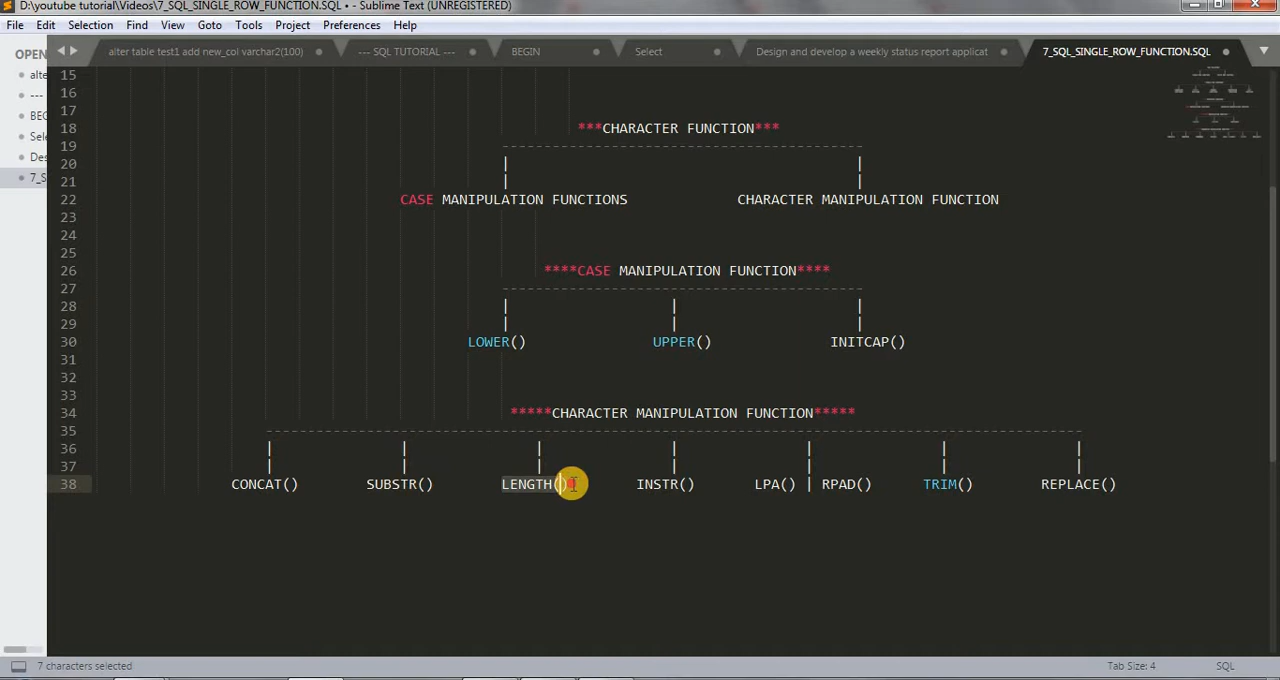 D:\youtube tutorial\Videos\7_SQL_SINGLE_ROW_FUNCTION.SQL • - Sublime Text (UNREGISTERED)
File Edit Selection Find View Goto Tools Project Preferences Help
OPEN alter table test1 add new_col varchar2(100) --- SQL TUTORIAL --- BEGIN Select Design and develop a weekly status report applicat 7_SQL_SINGLE_ROW_FUNCTION.SQL
alte
---
BEG
Sele
Des
7_S
15
16
17
18 ***CHARACTER FUNCTION***
19 -------------------------------------------
20 | |
21 | |
22 CASE MANIPULATION FUNCTIONS CHARACTER MANIPULATION FUNCTION
23
24
25
26 ****CASE MANIPULATION FUNCTION****
27 -------------------------------------------
28 | | |
29 | | |
30 LOWER() UPPER() INITCAP()
31
32
33
34 *****CHARACTER MANIPULATION FUNCTION*****
35 -------------------------------------------------------------------------------------------------
36 | | | | | | |
37 | | | | | | |
38 CONCAT() SUBSTR() LENGTH() INSTR() LPA() | RPAD() TRIM() REPLACE()
7 characters selected Tab Size: 4 SQL